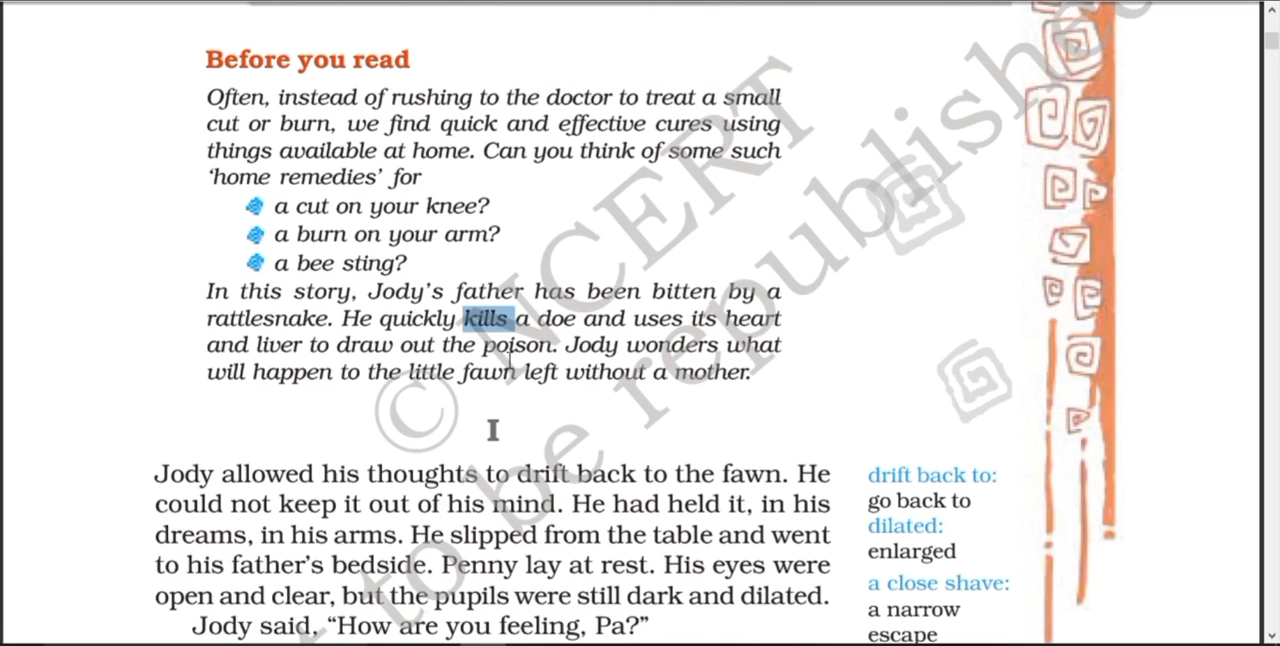 Before you read
Often, instead of rushing to the doctor to treat a small
cut or burn, we find quick and effective cures using
things available at home. Can you think of some such
‘home remedies’ for
a cut on your knee?
a burn on your arm?
a bee sting?
In this story, Jody’s father has been bitten by a
rattlesnake. He quickly kills a doe and uses its heart
and liver to draw out the poison. Jody wonders what
will happen to the little fawn left without a mother.
I
Jody allowed his thoughts to drift back to the fawn. He
could not keep it out of his mind. He had held it, in his
dreams, in his arms. He slipped from the table and went
to his father’s bedside. Penny lay at rest. His eyes were
open and clear, but the pupils were still dark and dilated.
Jody said, “How are you feeling, Pa?”
drift back to:
go back to
dilated:
enlarged
a close shave:
a narrow
escape
© NCERT
to be republished